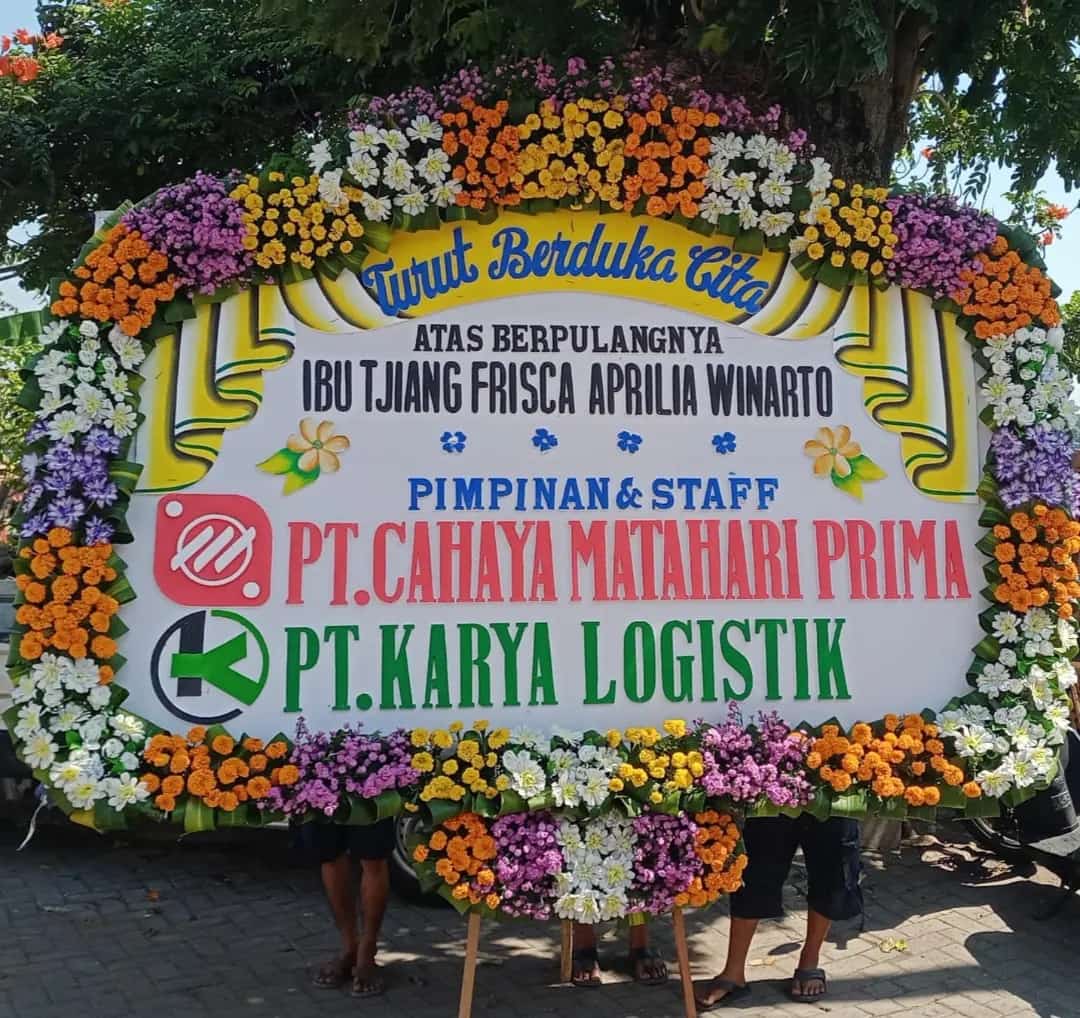 Turut Berduka Cita
ATAS BERPULANGNYA
IBU TJIANG FRISCA APRILIA WINARTO
PIMPINAN & STAFF
PT. CAHAYA MATAHARI PRIMA
PT. KARYA LOGISTIK